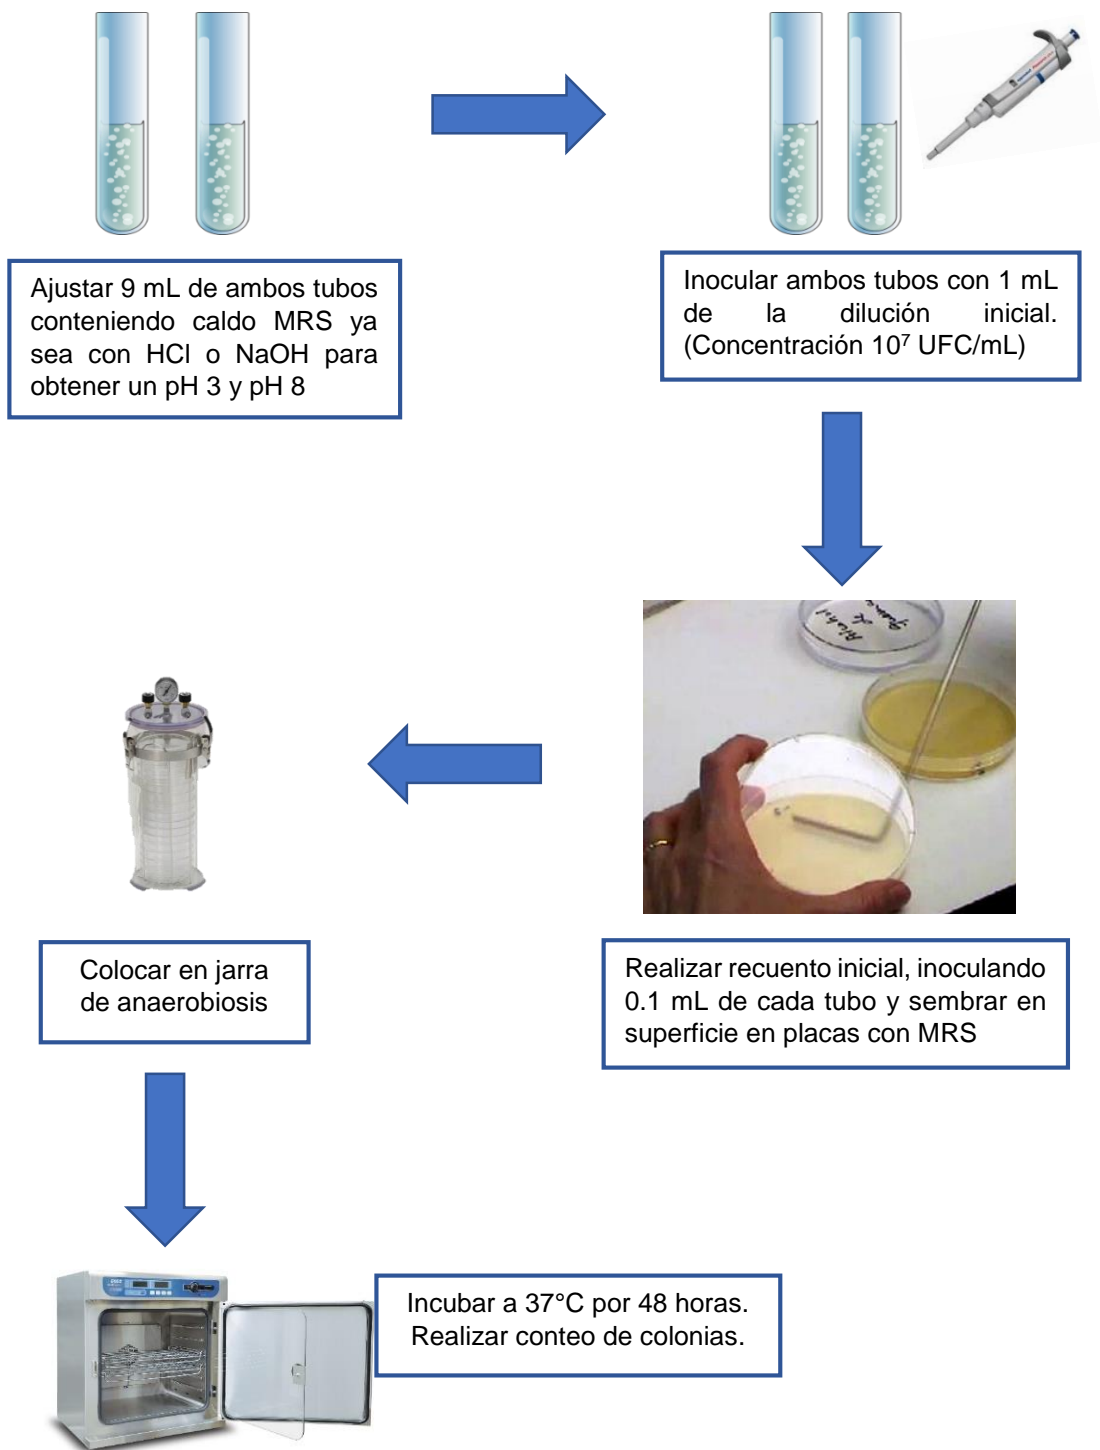 Ajustar 9 mL de ambos tubos
conteniendo caldo MRS ya
sea con HCl o NaOH para
obtener un pH 3 y pH 8
Inocular ambos tubos con 1 mL
de la dilución inicial.
(Concentración 10⁷ UFC/mL)
Realizar recuento inicial, inoculando
0.1 mL de cada tubo y sembrar en
superficie en placas con MRS
Colocar en jarra
de anaerobiosis
Incubar a 37°C por 48 horas.
Realizar conteo de colonias.